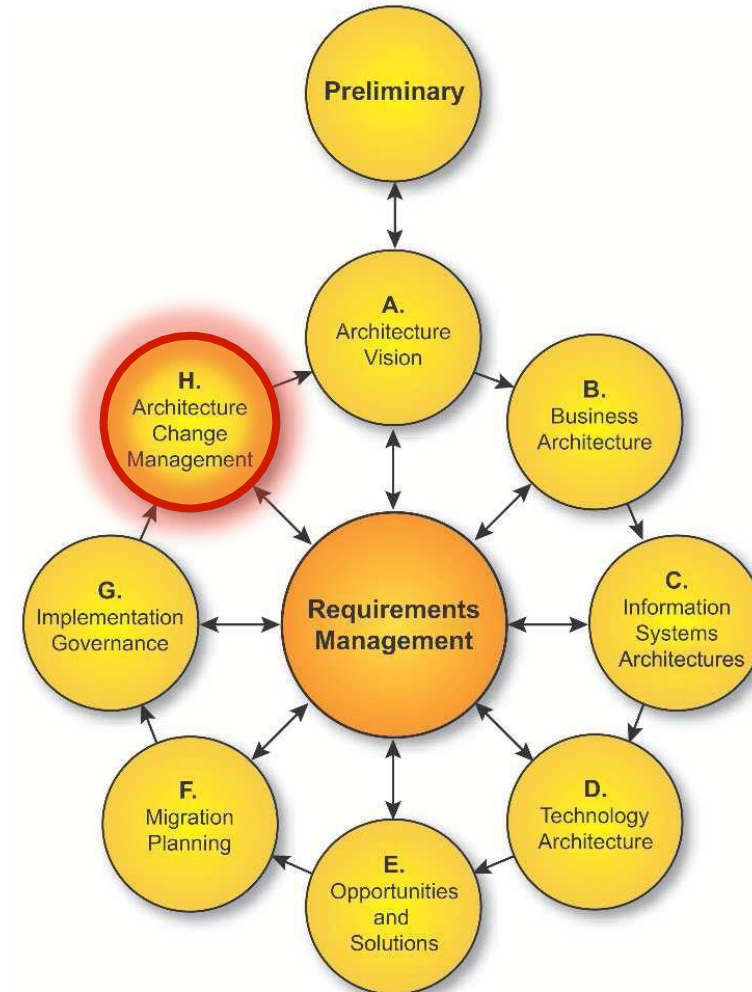 Preliminary
A.
Architecture
Vision
B.
Business
Architecture
C.
Information
Systems
Architectures
D.
Technology
Architecture
E.
Opportunities
and
Solutions
F.
Migration
Planning
G.
Implementation
Governance
H.
Architecture
Change
Management
Requirements
Management